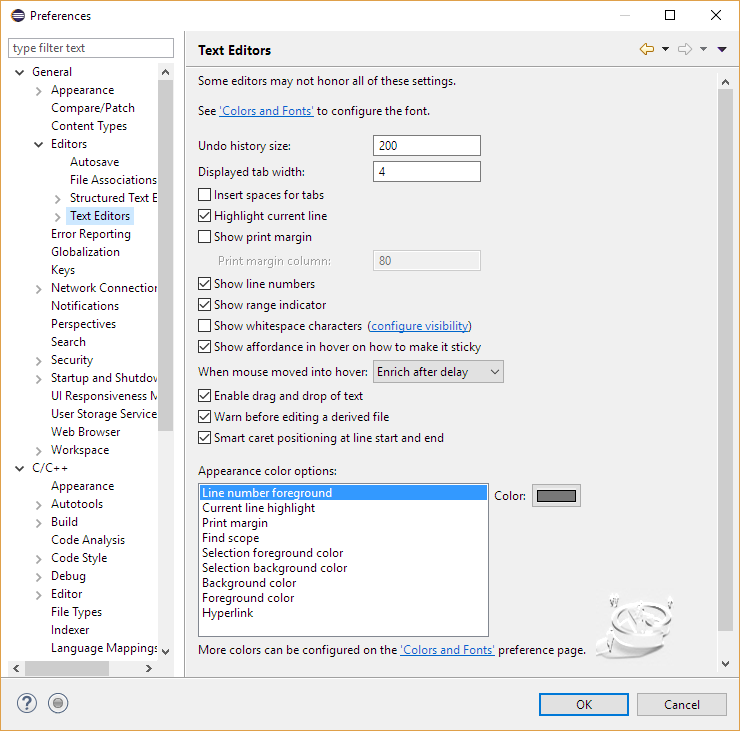 Preferences
type filter text
General
Appearance
Compare/Patch
Content Types
Editors
Autosave
File Associations
Structured Text E
Text Editors
Error Reporting
Globalization
Keys
Network Connection
Notifications
Perspectives
Search
Security
Startup and Shutdow
UI Responsiveness M
User Storage Service
Web Browser
Workspace
C/C++
Appearance
Autotools
Build
Code Analysis
Code Style
Debug
Editor
File Types
Indexer
Language Mappings
Text Editors
Some editors may not honor all of these settings.
See 'Colors and Fonts' to configure the font.
Undo history size: 200
Displayed tab width: 4
Insert spaces for tabs
Highlight current line
Show print margin
Print margin column: 80
Show line numbers
Show range indicator
Show whitespace characters (configure visibility)
Show affordance in hover on how to make it sticky
When mouse moved into hover: Enrich after delay
Enable drag and drop of text
Warn before editing a derived file
Smart caret positioning at line start and end
Appearance color options:
Line number foreground
Color:
Current line highlight
Print margin
Find scope
Selection foreground color
Selection background color
Background color
Foreground color
Hyperlink
More colors can be configured on the 'Colors and Fonts' preference page.
?
OK
Cancel